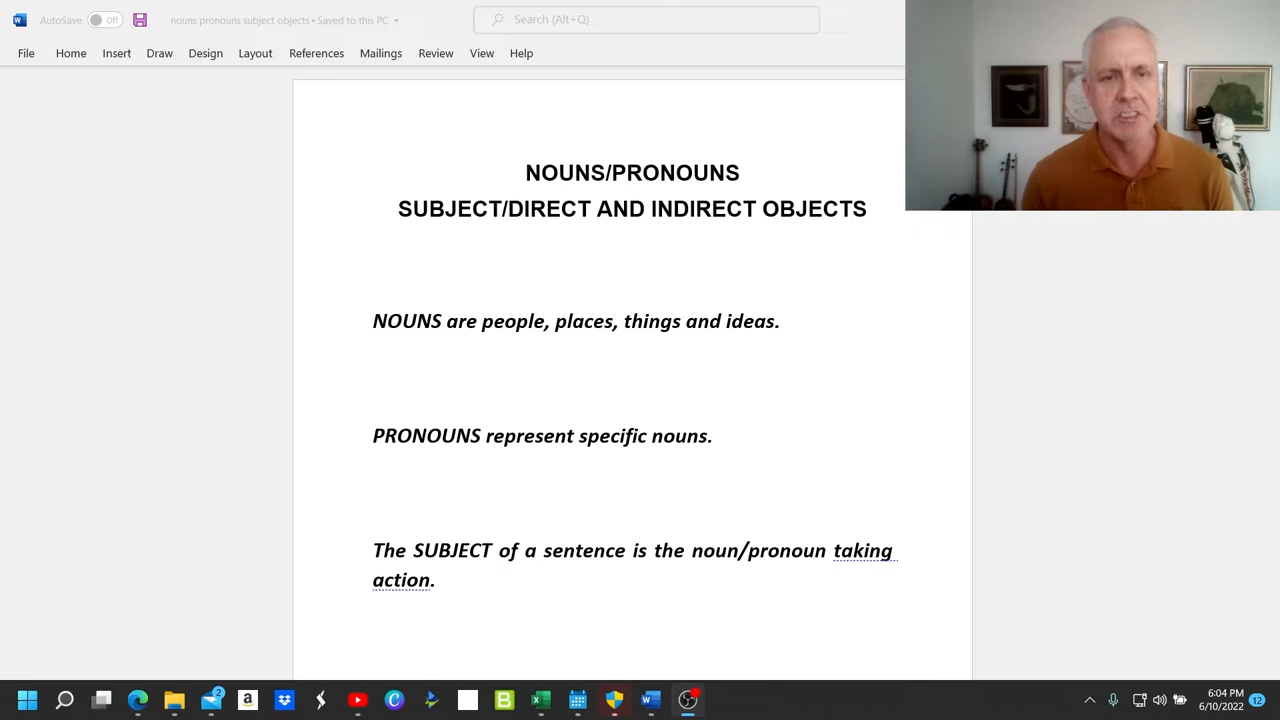 AutoSave Off nouns pronouns subject objects • Saved to this PC Search (Alt+Q)
File Home Insert Draw Design Layout References Mailings Review View Help
NOUNS/PRONOUNS
SUBJECT/DIRECT AND INDIRECT OBJECTS
NOUNS are people, places, things and ideas.
PRONOUNS represent specific nouns.
The SUBJECT of a sentence is the noun/pronoun taking
action.
6:04 PM
6/10/2022
2
12